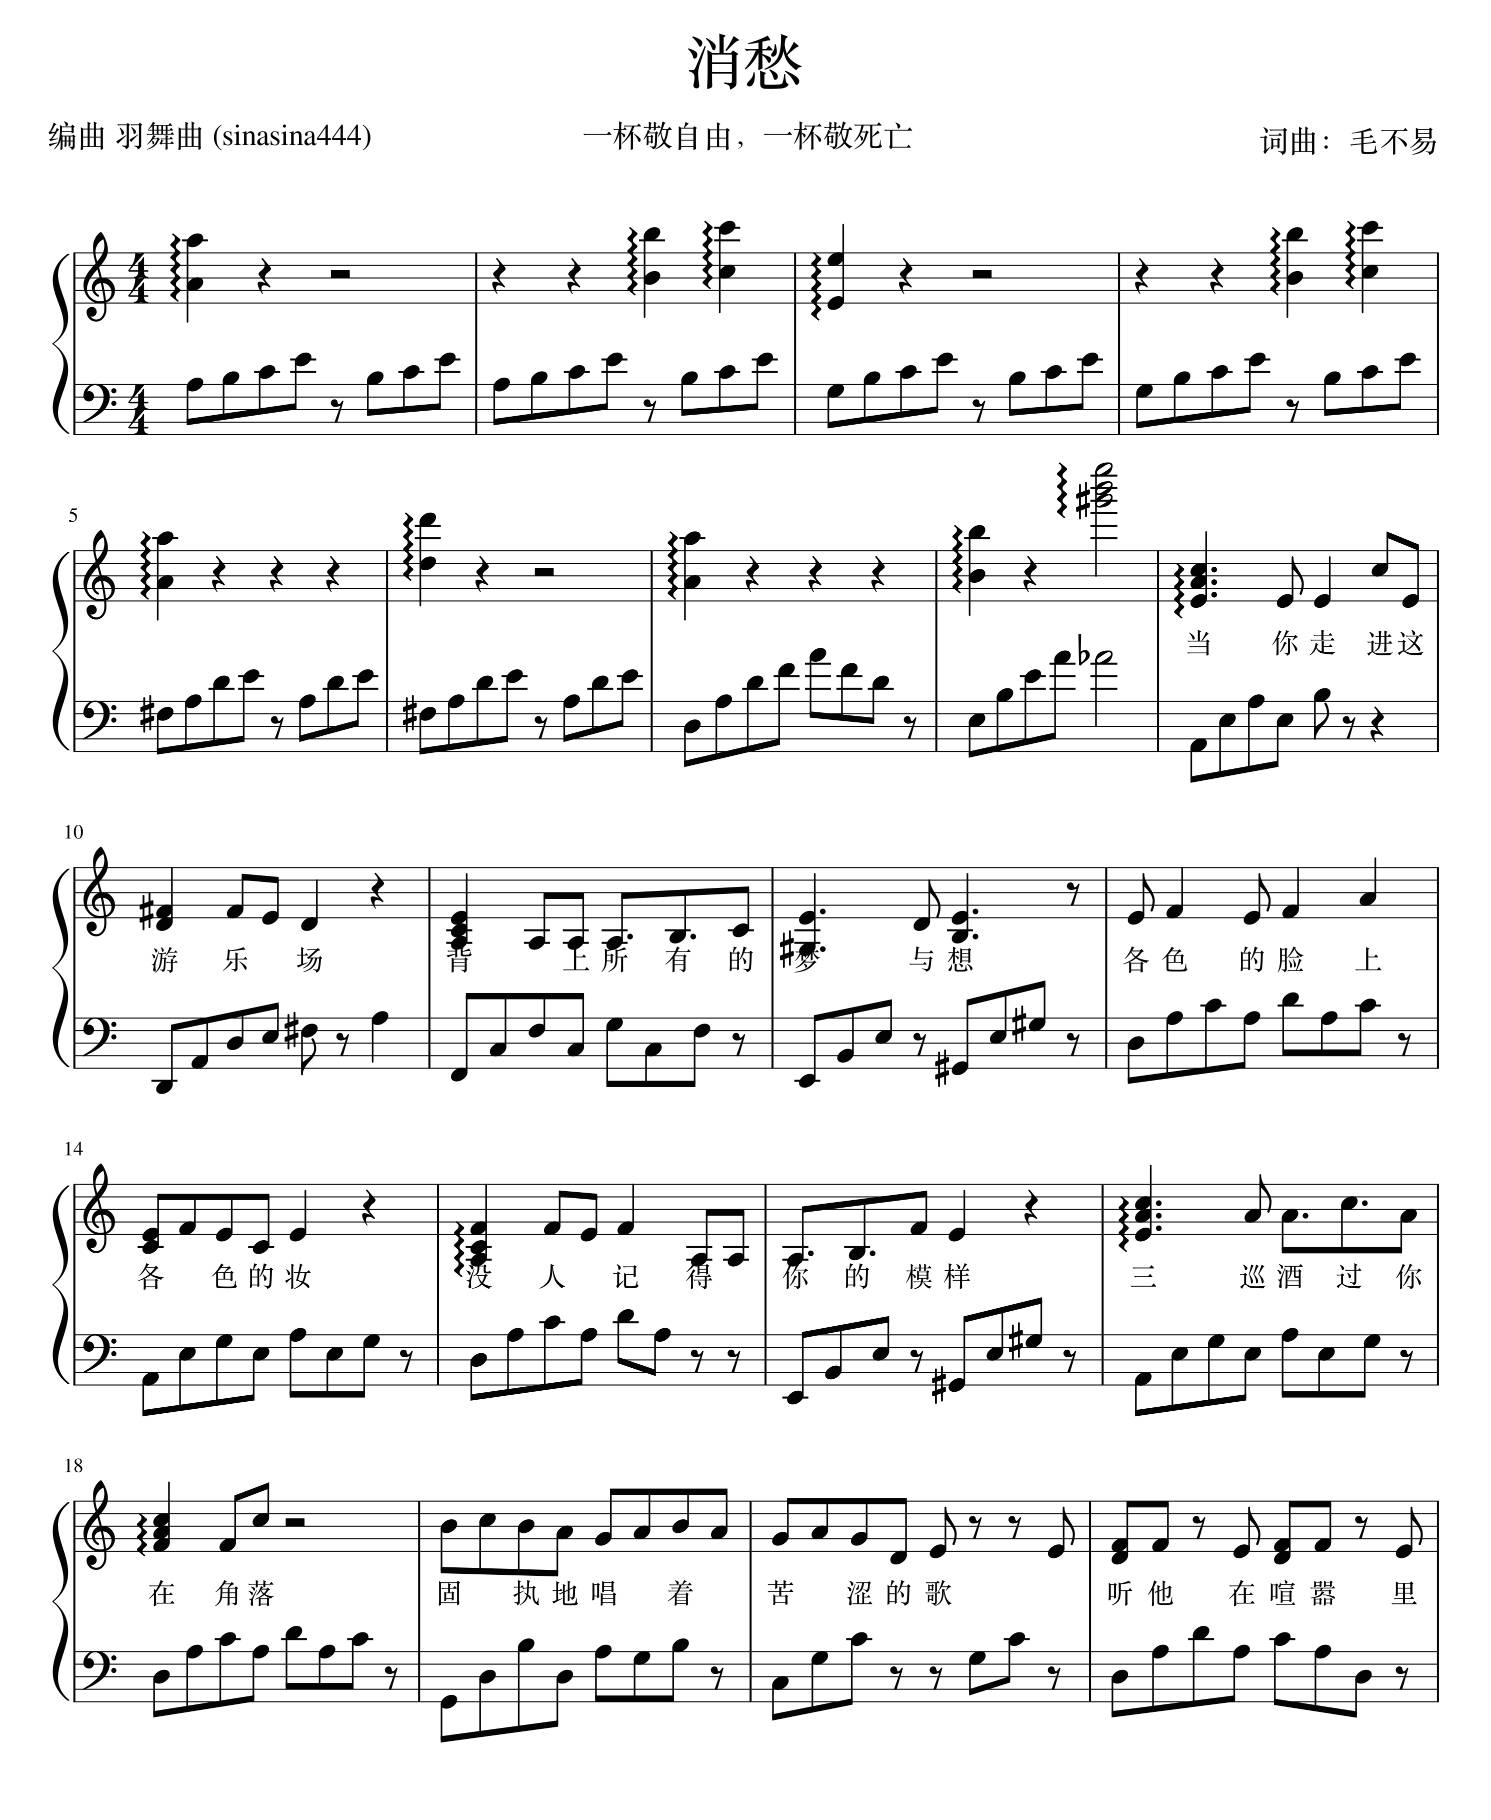 消愁
编曲 羽舞曲 (sinasina444) 一杯敬自由，一杯敬死亡 词曲：毛不易
4 4
4 4
5
当 你 走 进 这
10
游 乐 场 背 上 所 有 的 梦 与 想 各 色 的 脸 上
14
各 色 的 妆 没 人 记 得 你 的 模 样 三 巡 酒 过 你
18
在 角 落 固 执 地 唱 着 苦 涩 的 歌 听 他 在 喧 嚣 里